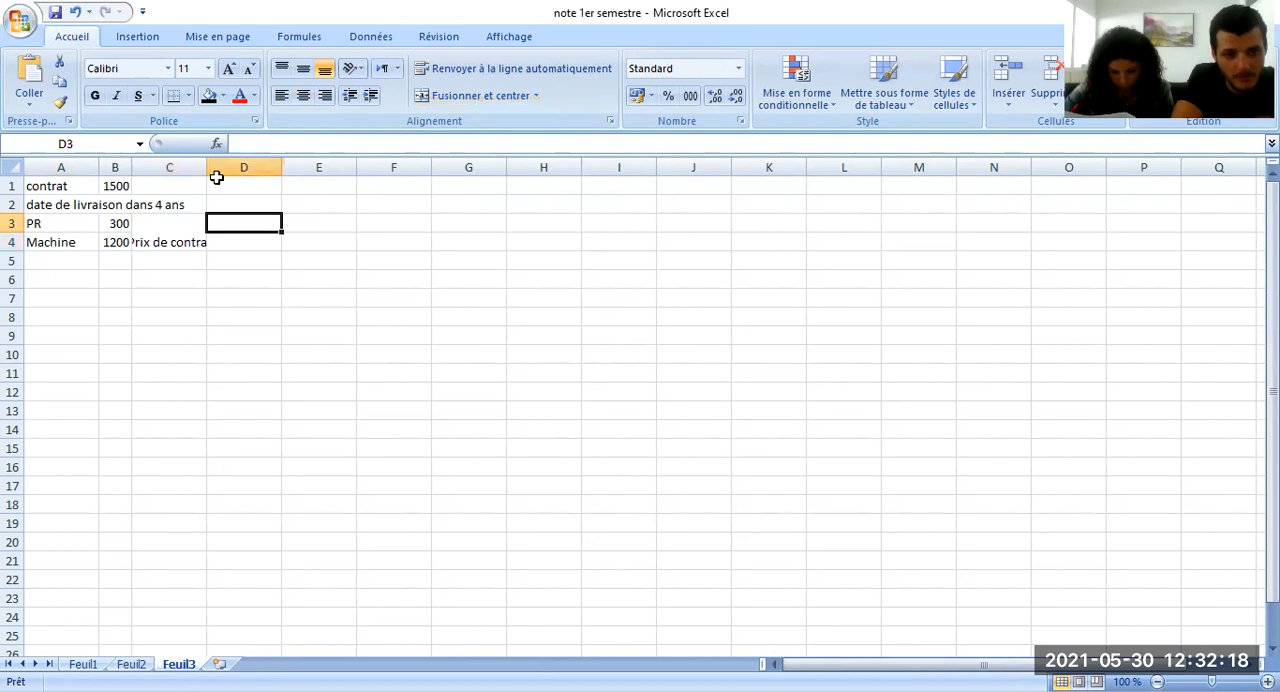 note 1er semestre - Microsoft Excel
Accueil Insertion Mise en page Formules Données Révision Affichage
Coller
Calibri 11 A A
Renvoyer à la ligne automatiquement
Standard
G I S
Fusionner et centrer
% 000
Mise en forme conditionnelle
Mettre sous forme de tableau
Styles de cellules
Insérer
Presse-p...
Police
Alignement
Nombre
Style
Cellules
Edition
D3
fx
A B C D E F G H I J K L M N O P Q
1 contrat 1500
2 date de livraison dans 4 ans
3 PR 300
4 Machine 1200 Prix de contra
5
6
7
8
9
10
11
12
13
14
15
16
17
18
19
20
21
22
23
24
25
26
Feuil1 Feuil2 Feuil3
2021-05-30 12:32:18
Prêt
100 %